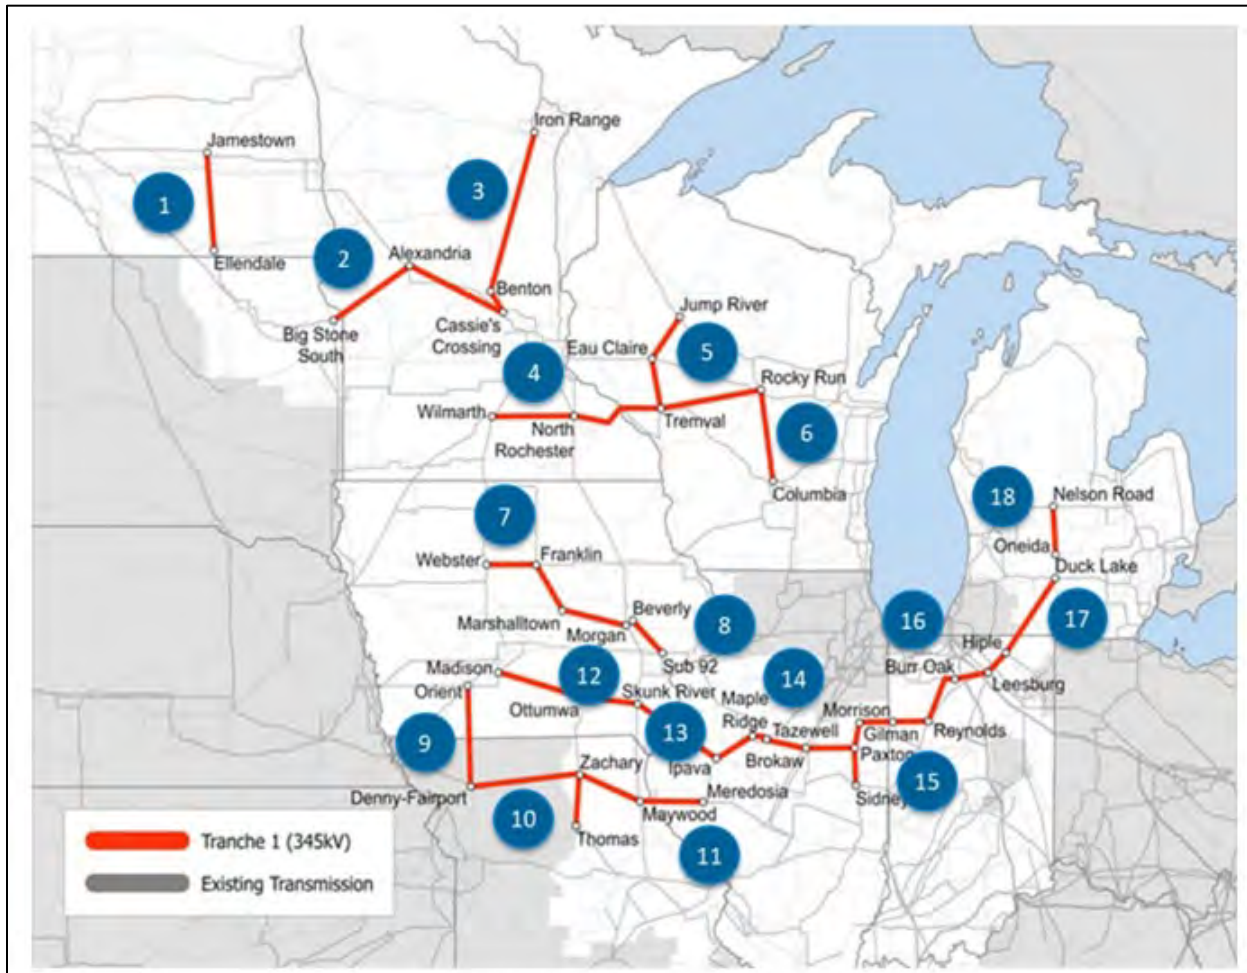 Iron Range
Jamestown
3
1
2
Alexandria
Ellendale
Benton
Jump River
Big Stone
South
Cassie's
Crossing
Eau Claire
5
4
Rocky Run
Wilmarth
North
Rochester
Tremval
6
Columbia
18
Nelson Road
7
Oneida
Webster
Franklin
Duck Lake
Beverly
Marshalltown
Morgan
8
16
17
Hiple
Madison
Sub 92
Burr Oak
Leesburg
12
14
Orient
Skunk River
Maple
Ridge
Ottumwa
Morrison
13
Tazewell
Gilman
Reynolds
9
Ipava
Brokaw
Paxton
Zachary
15
Denny-Fairport
Meredosia
Sidney
Maywood
10
Thomas
11
Tranche 1 (345kV)
Existing Transmission